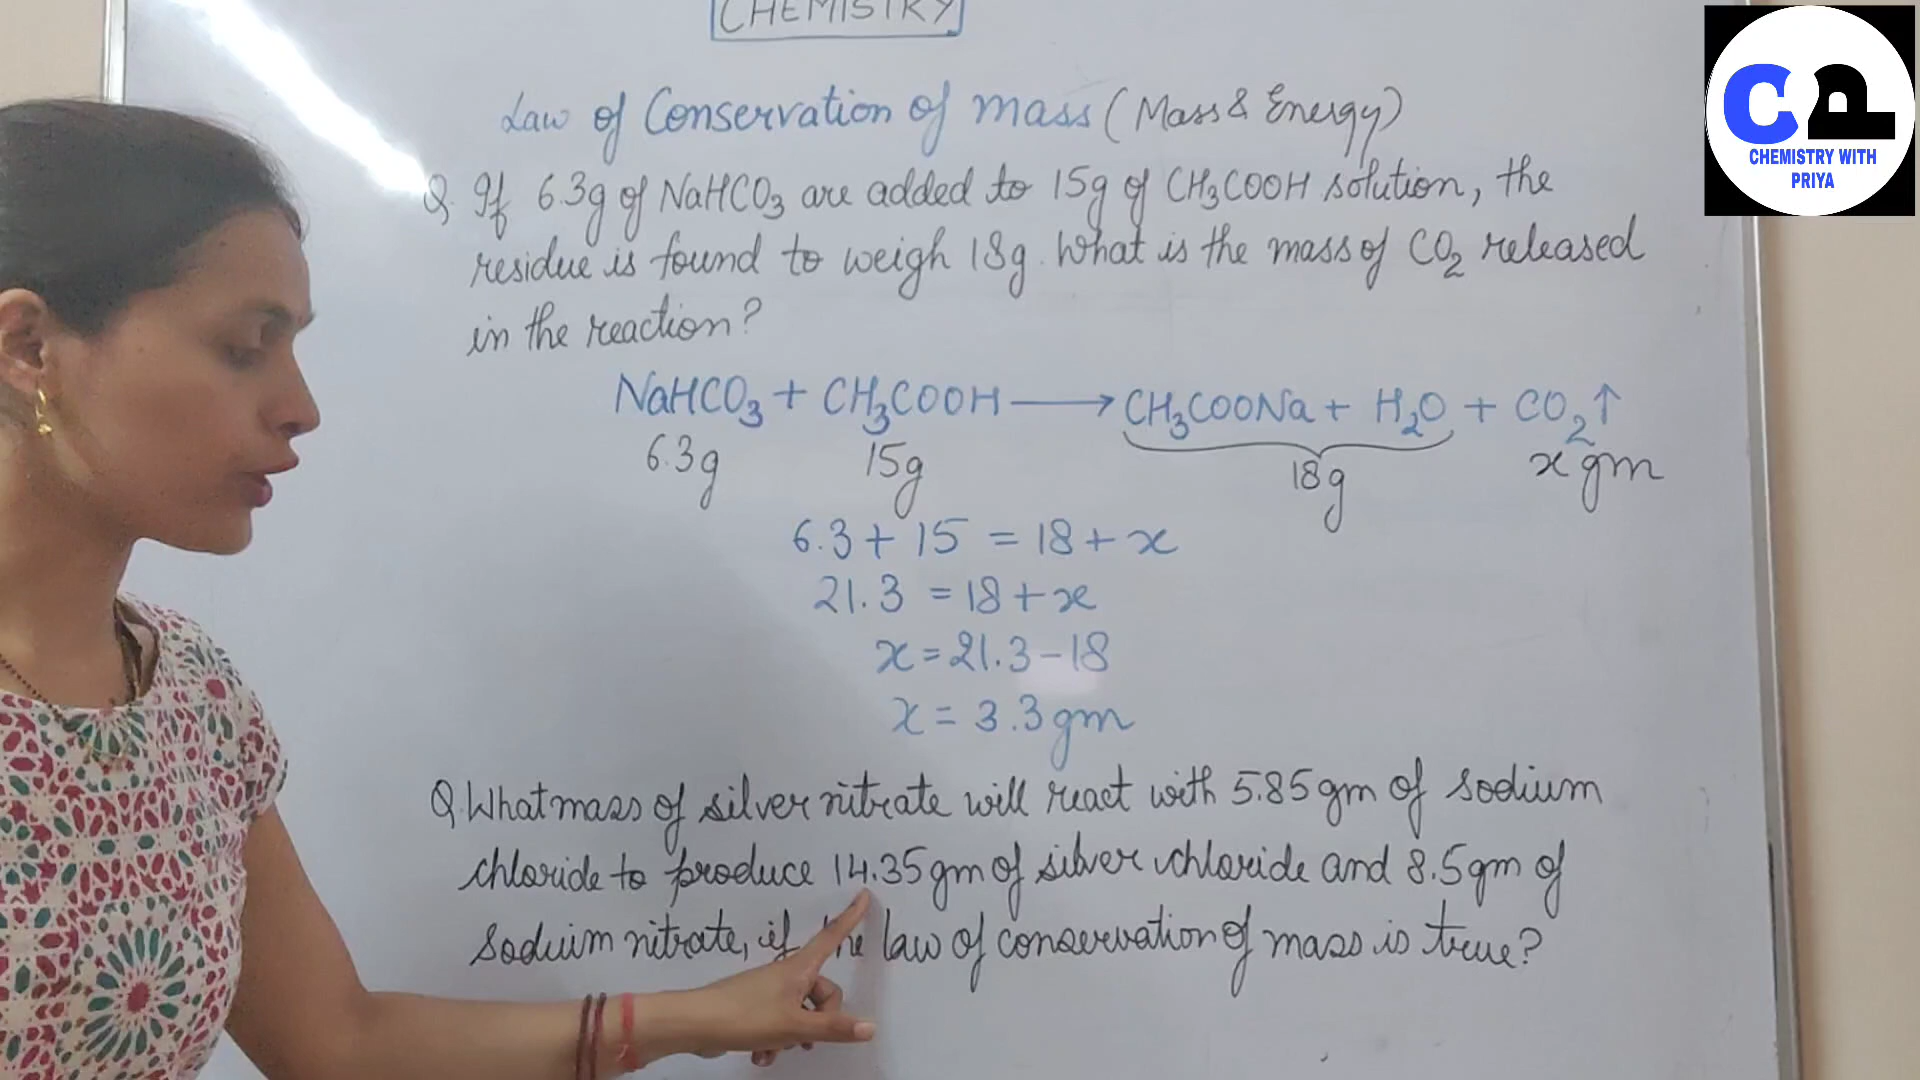 CHEMISTRY
Law of Conservation of mass (Mass & Energy)
Q. If 6.3g of NaHCO3 are added to 15g of CH3COOH solution, the
residue is found to weigh 18g. What is the mass of CO2 released
in the reaction?
NaHCO3 + CH3COOH → CH3COONa + H2O + CO2↑
6.3g 15g 18g x gm
6.3 + 15 = 18 + x
21.3 = 18 + x
x = 21.3 - 18
x = 3.3 gm
Q. What mass of silver nitrate will react with 5.85 gm of sodium
chloride to produce 14.35 gm of silver chloride and 8.5 gm of
Sodium nitrate, if the law of conservation of mass is true?
CP
CHEMISTRY WITH
PRIYA